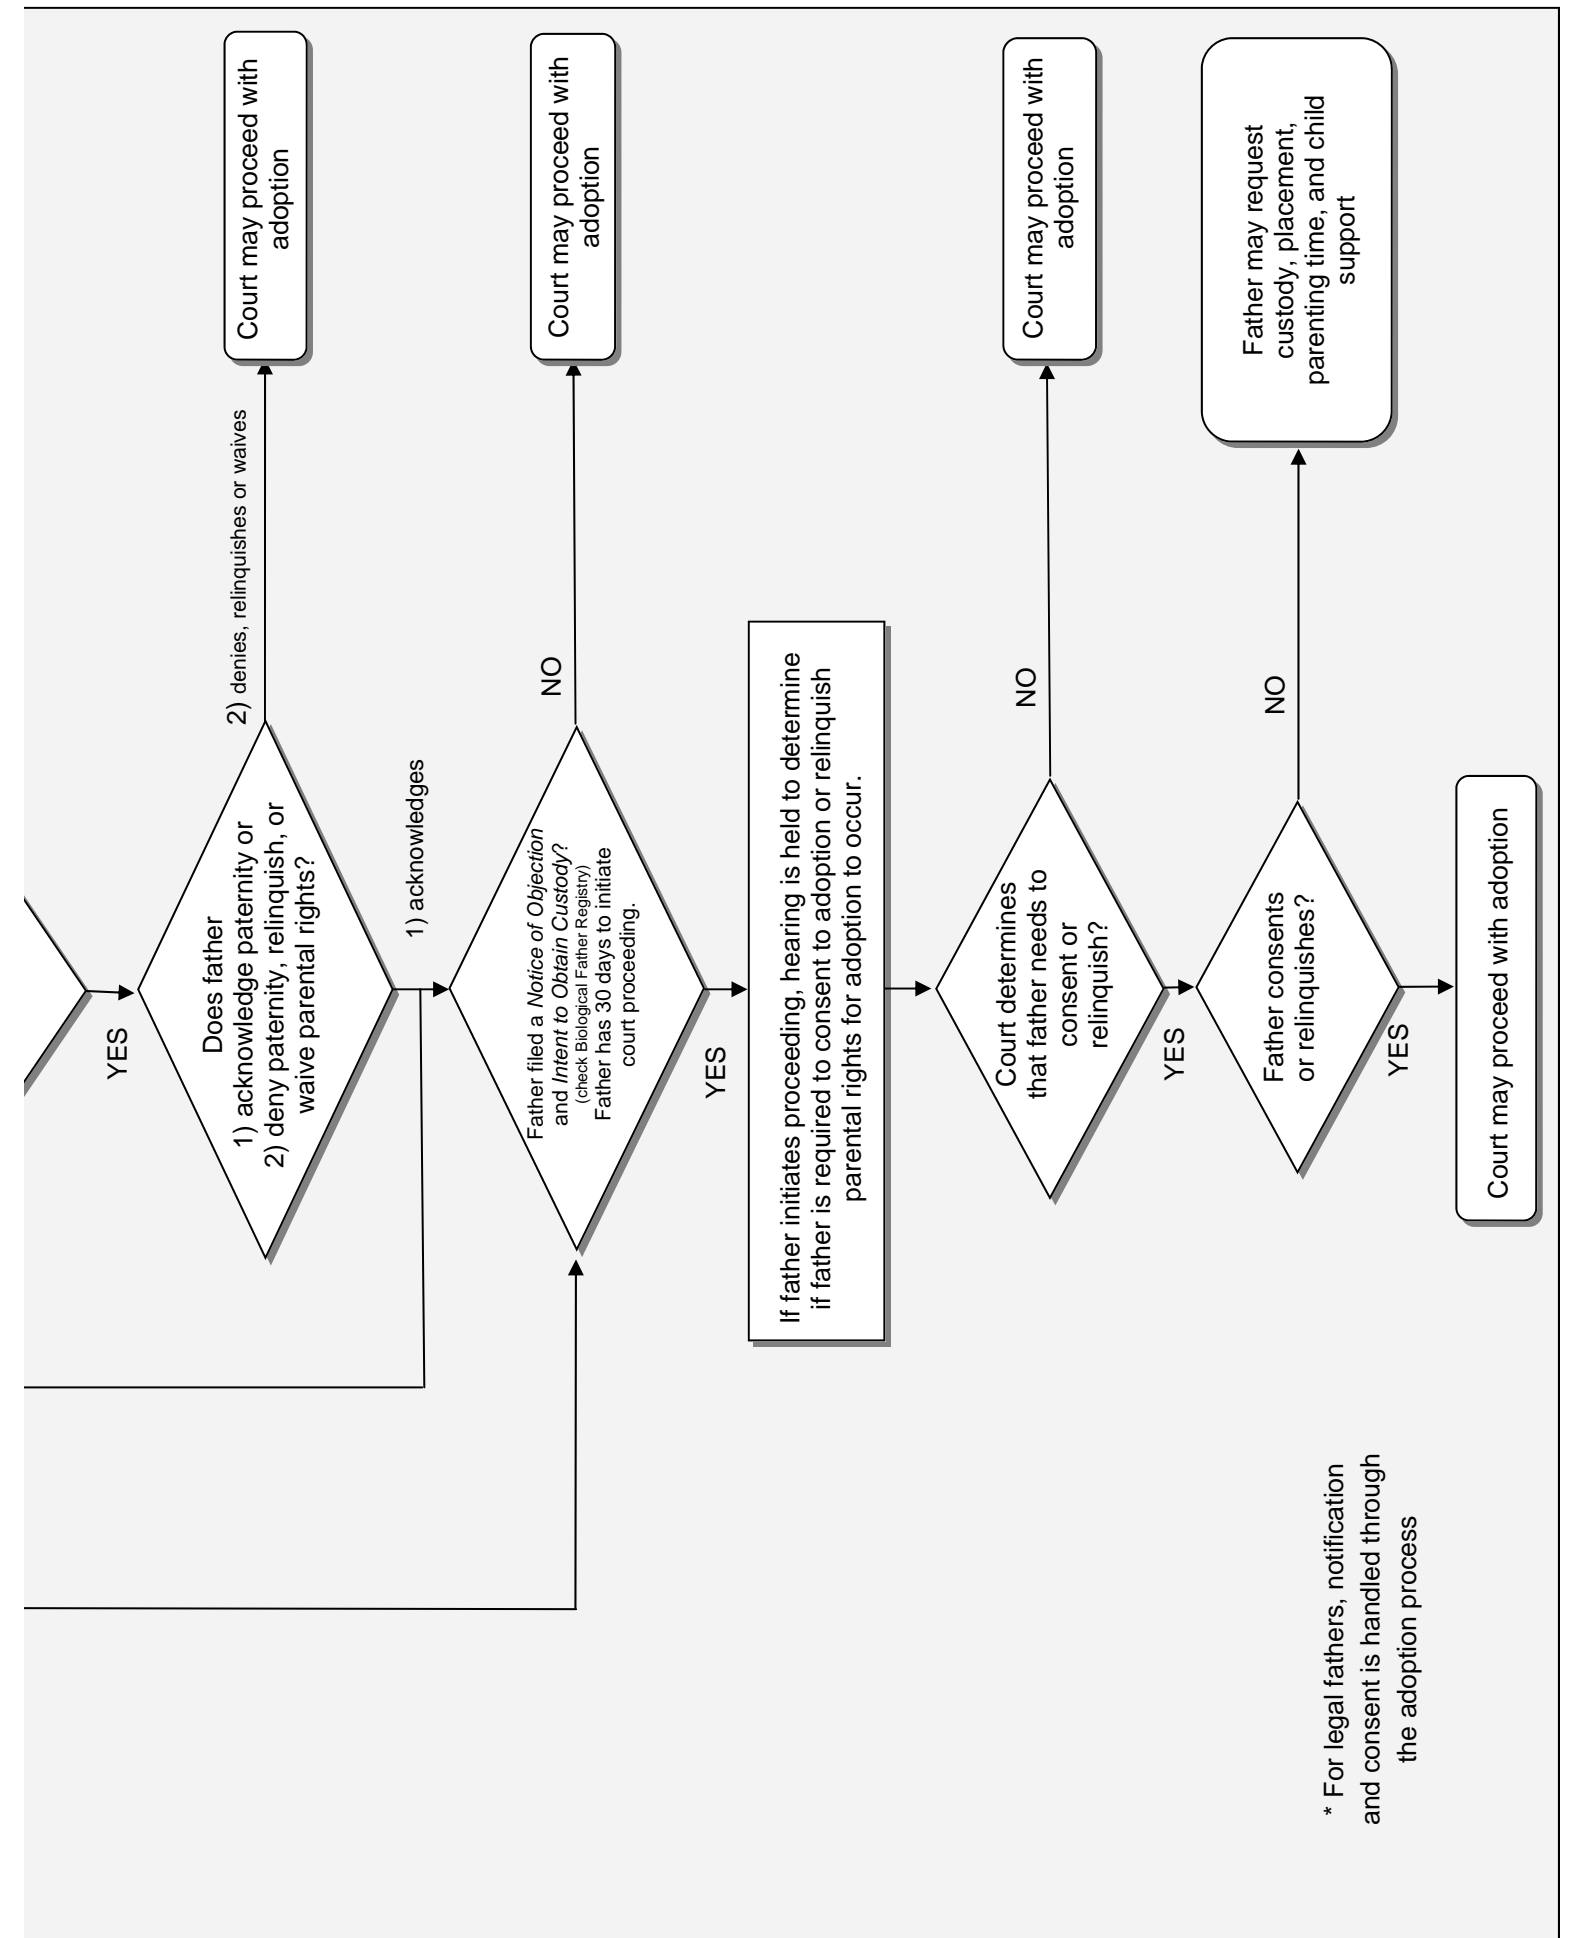 YES
Does father
1) acknowledge paternity or
2) deny paternity, relinquish, or
waive parental rights?
2) denies, relinquishes or waives
Court may proceed with
adoption
1) acknowledges
Father filed a Notice of Objection
and Intent to Obtain Custody?
(check Biological Father Registry)
Father has 30 days to initiate
court proceeding.
NO
Court may proceed with
adoption
YES
If father initiates proceeding, hearing is held to determine
if father is required to consent to adoption or relinquish
parental rights for adoption to occur.
Court determines
that father needs to
consent or
relinquish?
NO
Court may proceed with
adoption
YES
Father consents
or relinquishes?
NO
Father may request
custody, placement,
parenting time, and child
support
YES
Court may proceed with adoption
* For legal fathers, notification
and consent is handled through
the adoption process